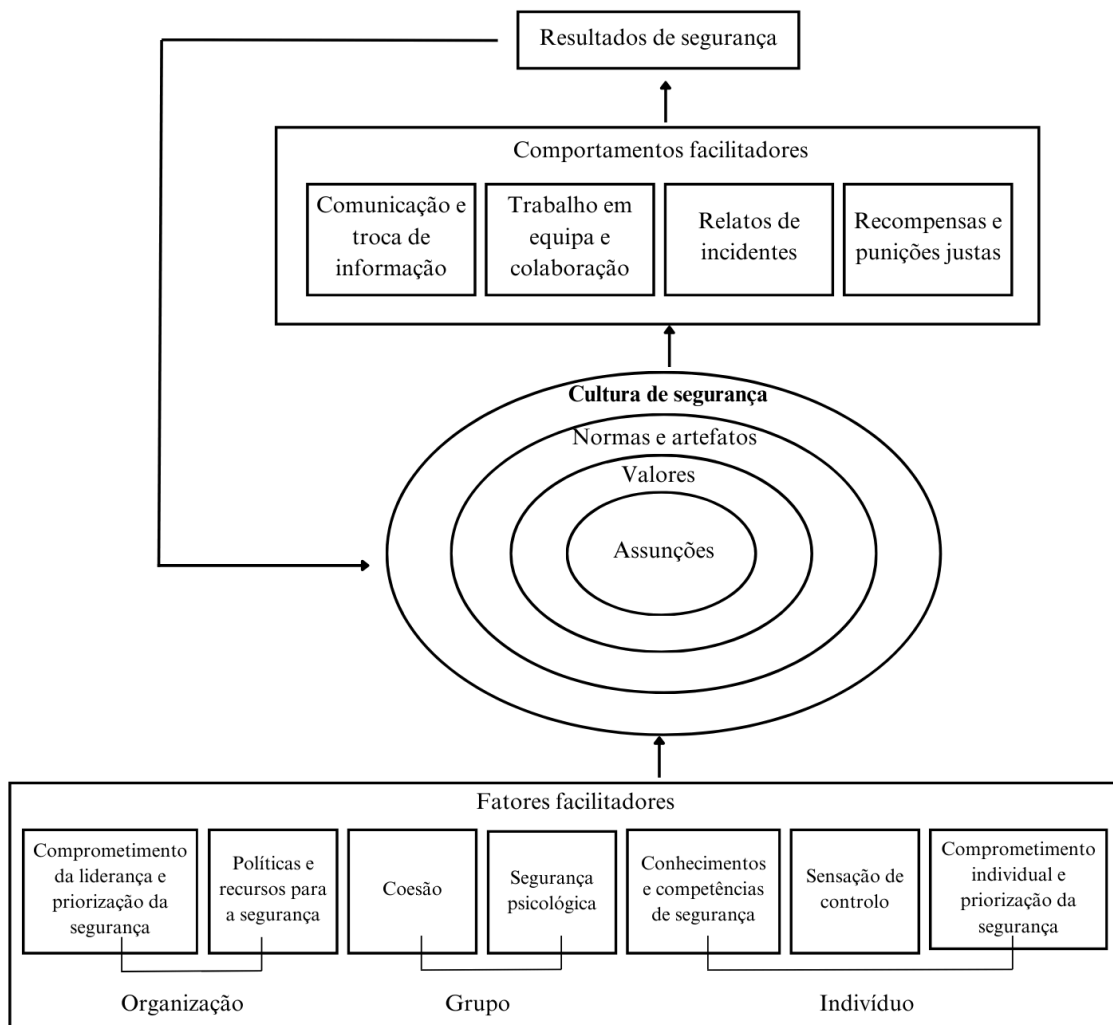 Resultados de segurança
Comportamentos facilitadores
Comunicação e
troca de
informação
Trabalho em
equipa e
colaboração
Relatos de
incidentes
Recompensas e
punições justas
Cultura de segurança
Normas e artefatos
Valores
Assunções
Fatores facilitadores
Comprometimento
da liderança e
priorização da
segurança
Políticas e
recursos para
a segurança
Coesão
Segurança
psicológica
Conhecimentos
e competências
de segurança
Sensação de
controlo
Comprometimento
individual e
priorização da
segurança
Organização
Grupo
Indivíduo